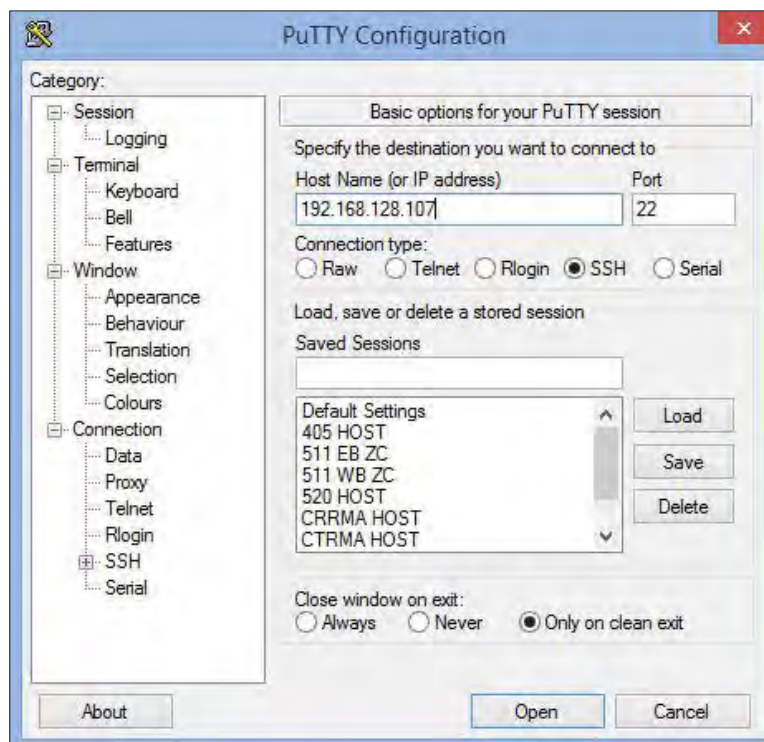 PuTTY Configuration
Category:
Session
Logging
Terminal
Keyboard
Bell
Features
Window
Appearance
Behaviour
Translation
Selection
Colours
Connection
Data
Proxy
Telnet
Rlogin
SSH
Serial
Basic options for your PuTTY session
Specify the destination you want to connect to
Host Name (or IP address) Port
192.168.128.107 22
Connection type:
Raw Telnet Rlogin SSH Serial
Load, save or delete a stored session
Saved Sessions
Default Settings
405 HOST
511 EB ZC
511 WB ZC
520 HOST
CRRMA HOST
CTRMA HOST
Load
Save
Delete
Close window on exit:
Always Never Only on clean exit
About Open Cancel